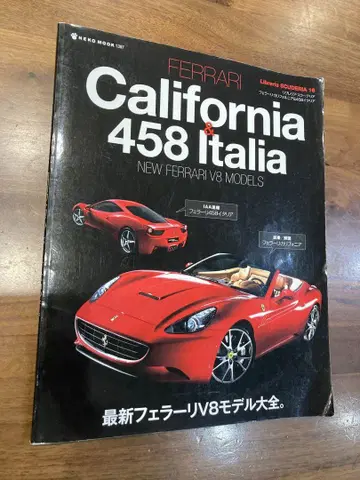 NEKO MOOK 1387
FERRARI
Libreria SCUDERIA 16
California
&
458 Italia
NEW FERRARI V8 MODELS
フェラーリ458イタリア
フェラーリカリフォルニア
最新フェラーリV8モデル大全。